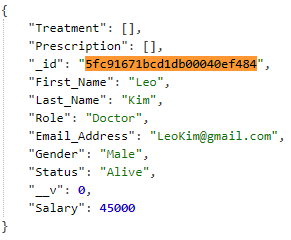 {
"Treatment": [],
"Prescription": [],
"_id": "5fc91671bcd1db00040ef484",
"First_Name": "Leo",
"Last_Name": "Kim",
"Role": "Doctor",
"Email_Address": "LeoKim@gmail.com",
"Gender": "Male",
"Status": "Alive",
"__v": 0,
"Salary": 45000
}